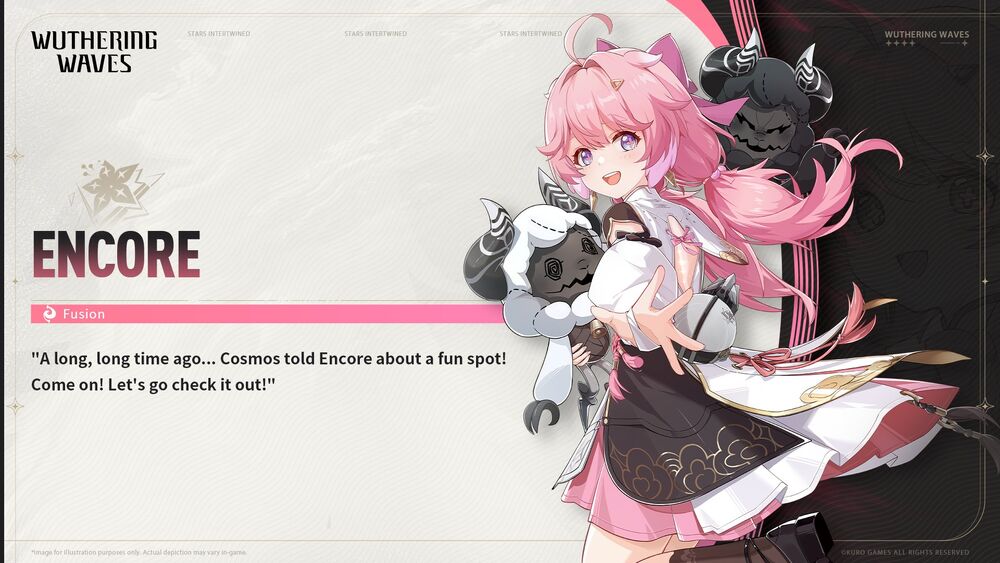 WUTHERING
WAVES
STARS INTERTWINED
STARS INTERTWINED
STARS INTERTWINED
WUTHERING WAVES
ENCORE
Fusion
"A long, long time ago... Cosmos told Encore about a fun spot!
Come on! Let's go check it out!"
*Image for illustration purposes only. Actual depiction may vary in-game.
©KURO GAMES ALL RIGHTS RESERVED